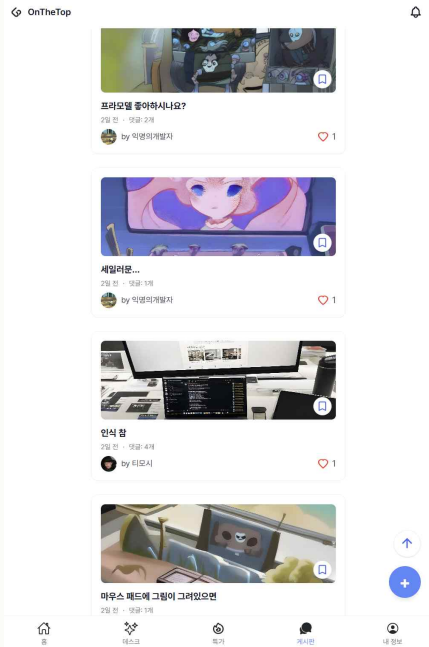 OnTheTop
프라모델 좋아하시나요?
2일 전 · 댓글: 2개
by 익명의개발자
1
세일러문...
2일 전 · 댓글: 1개
by 익명의개발자
1
인식 참
2일 전 · 댓글: 4개
by 티모시
1
마우스 패드에 그림이 그려있으면
2일 전 · 댓글: 1개
홈
데스크
특가
게시판
내 정보